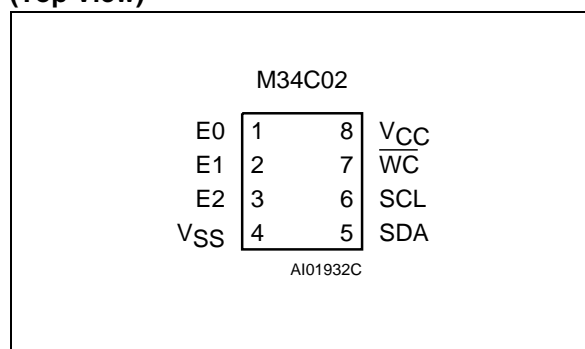 (Top View)
M34C02
E0 1 8 VCC
E1 2 7 WC
E2 3 6 SCL
VSS 4 5 SDA
AI01932C